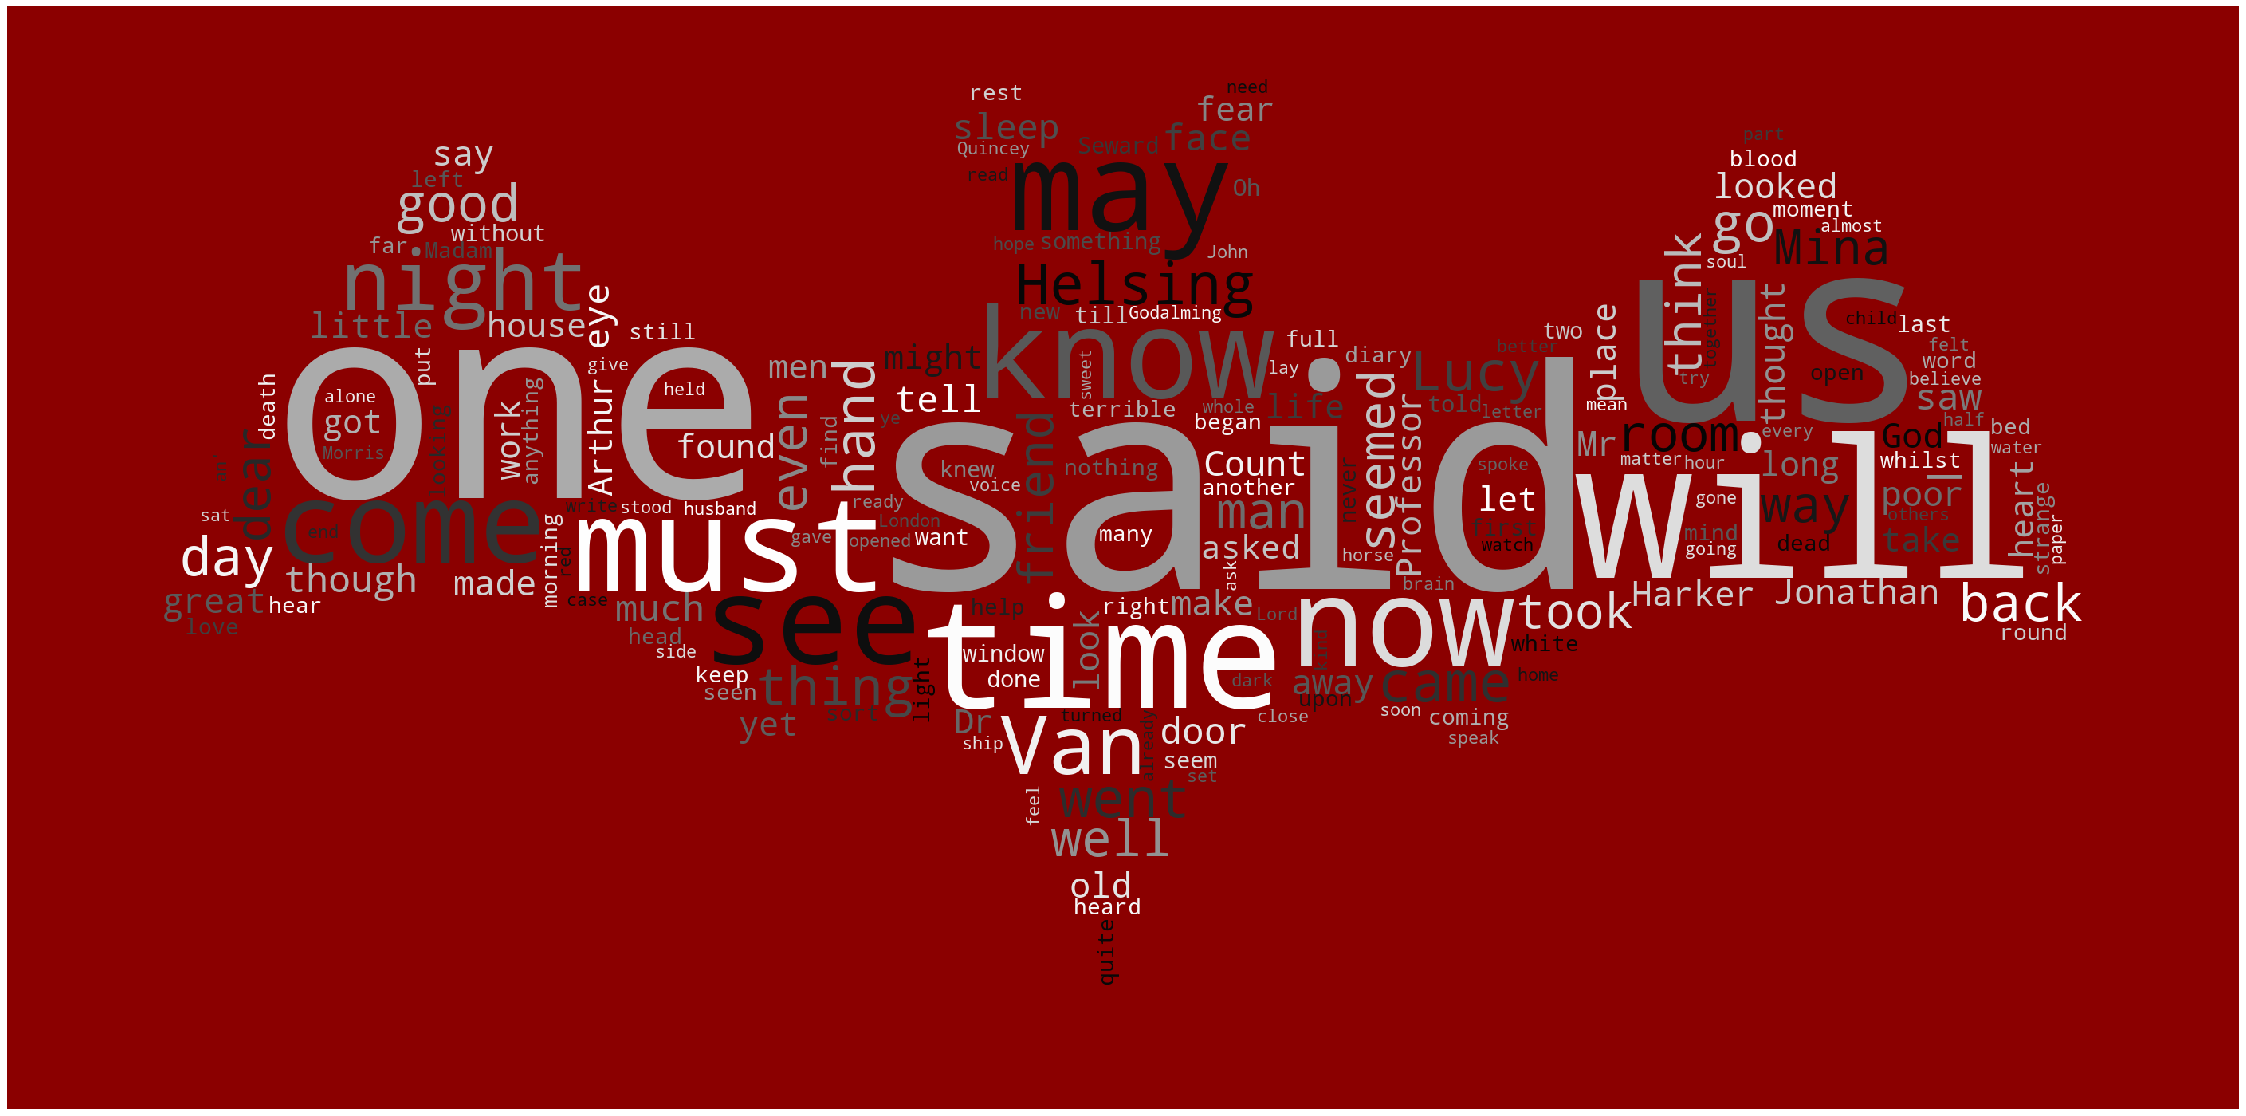 need
rest
fear
sleep
face
part
Seward
Quincey
say
blood
read
left
Oh
looked
good
moment
without
go
almost
may
far
Madam
hope
something
Mina
John
soul
night
Helsing
think
eye
new
till
Godalming
child
last
little
house
still
two
us
together
thought
place
full
better
felt
know
might
diary
word
put
give
men
sweet
lay
Lucy
open
try
believe
death
alone
held
hand
tell
life
saw
one
terrible
whole
told
letter
mean
got
work
Arthur
anything
looking
even
find
ye
began
seemed
Professor
half
every
room
God
bed
Mr
water
found
friend
Morris
knew
nothing
Count
spoke
matter
hour
long
whilst
dear
voice
another
never
let
gone
way
poor
heart
said
will
write
stood
husband
ready
man
sat
come
must
London
many
first
others
strange
end
want
mind
take
day
morning
gave
opened
asked
watch
going
dead
paper
red
horse
though
made
ask
brain
great
hear
case
much
help
right
make
Harker
Jonathan
back
Lord
took
love
head
see
look
now
round
side
time
window
kind
white
keep
done
dark
away
came
home
seen
thing
light
upon
soon
sort
turned
close
coming
yet
Dr
already
door
speak
ship
Van
seem
set
feel
went
well
old
heard
quite